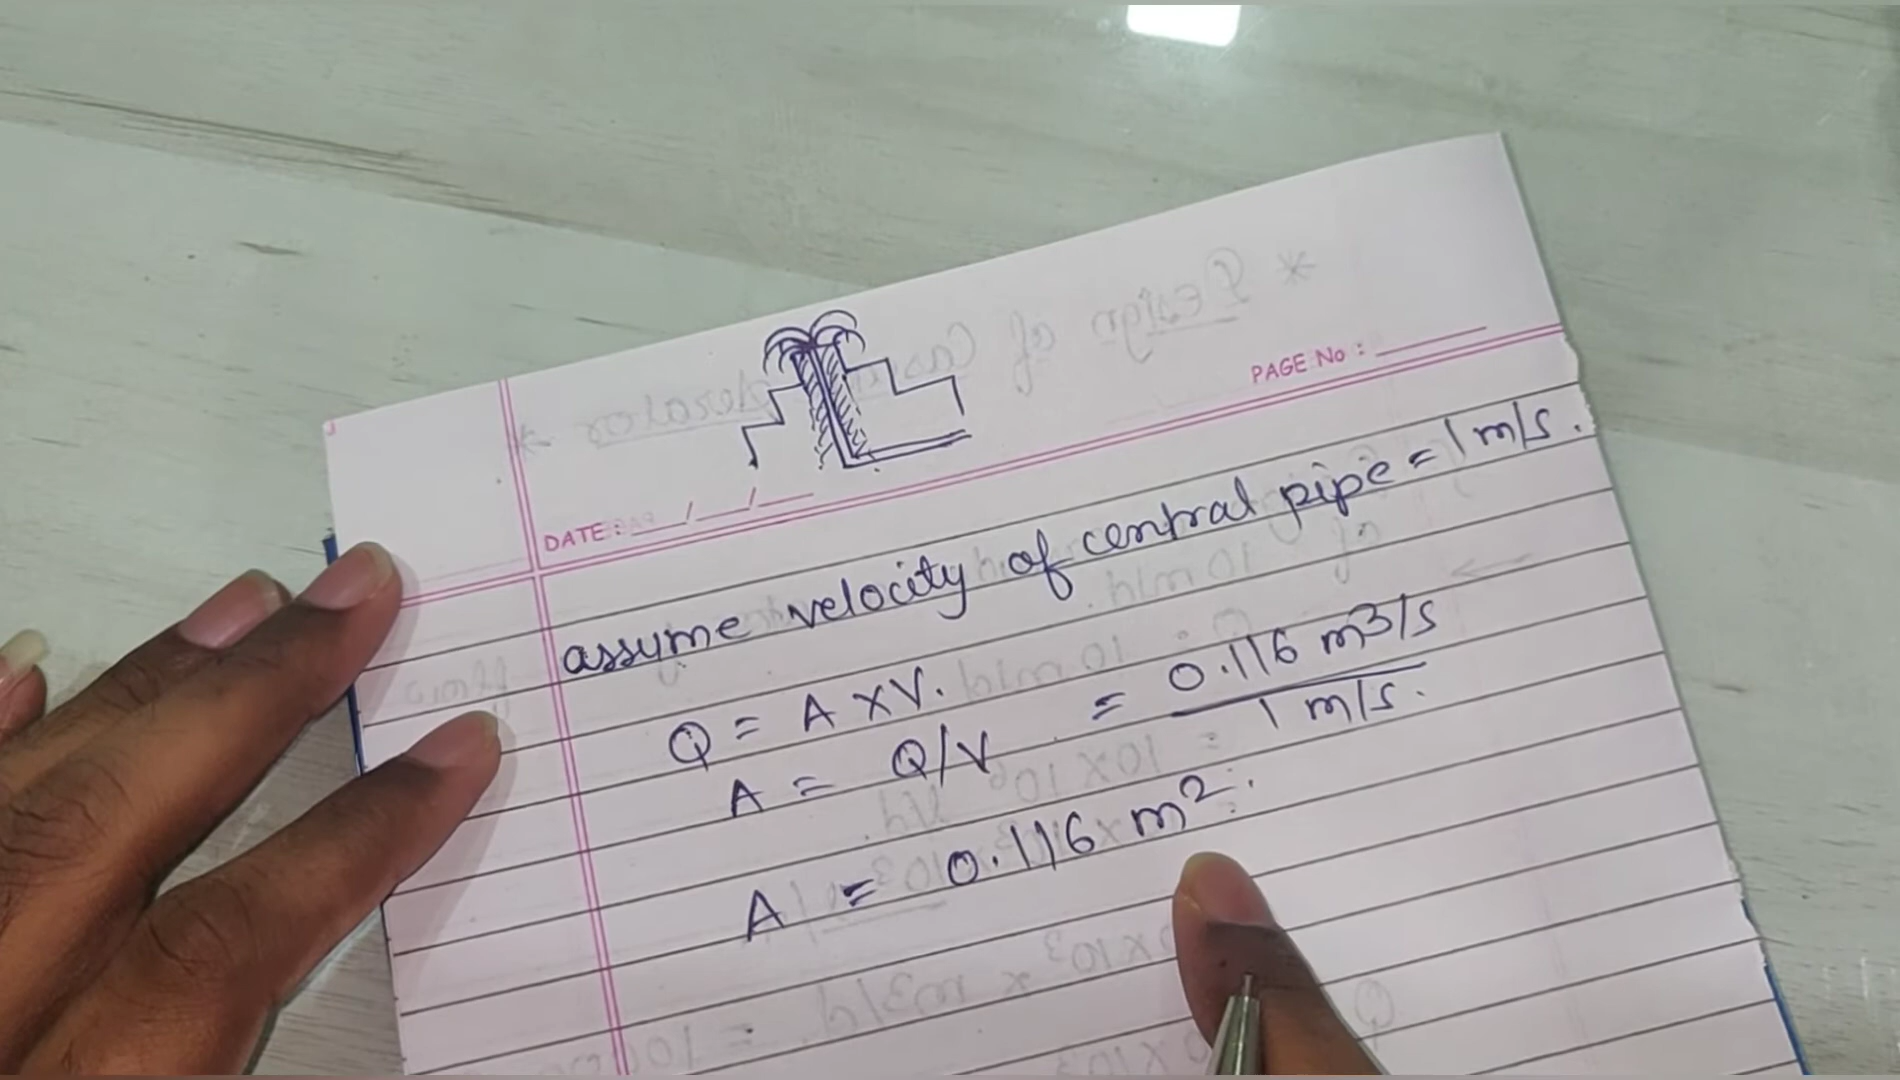 PAGE No :
DATE : / /
assume velocity of central pipe = 1 m/s.
Q = A x V.
A = Q/V = 0.116 m3/s / 1 m/s.
A = 0.116 m2.